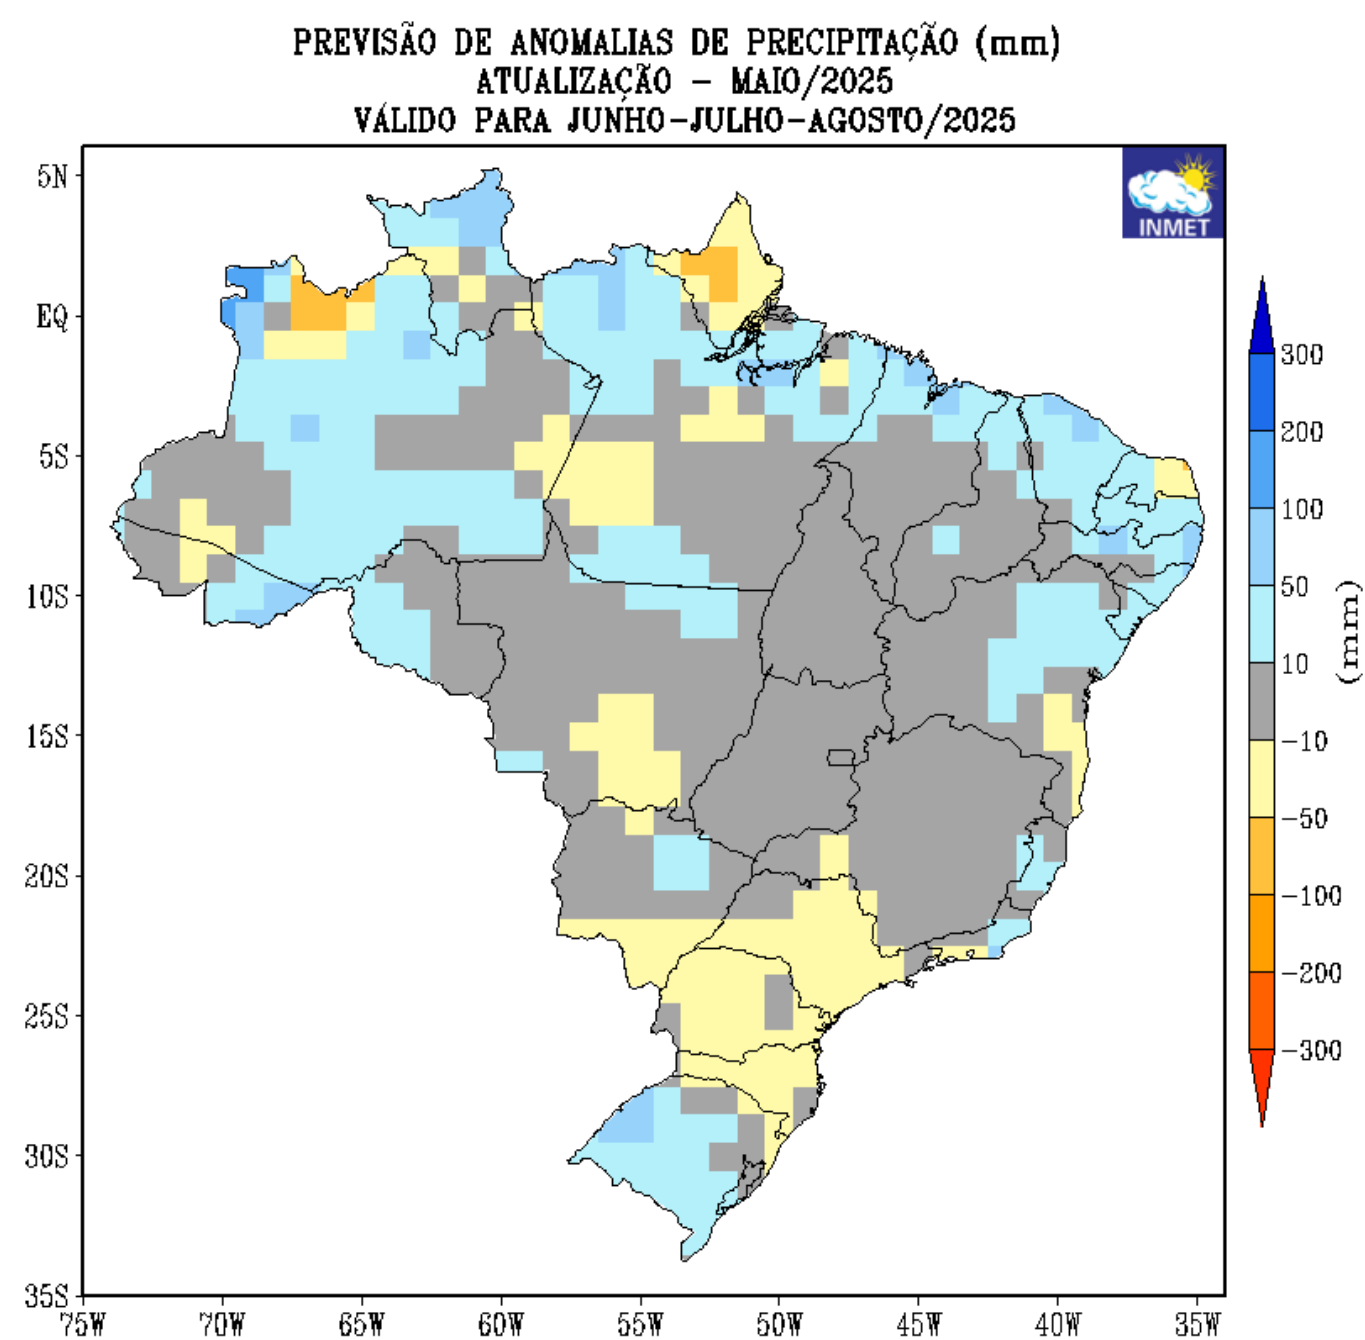 PREVISÃO DE ANOMALIAS DE PRECIPITAÇÃO (mm)
ATUALIZAÇÃO – MAIO/2025
VÁLIDO PARA JUNHO–JULHO–AGOSTO/2025
INMET
5N
EQ
5S
10S
15S
20S
25S
30S
35S
75W 70W 65W 60W 55W 50W 45W 40W 35W
300
200
100
50
10
−10
−50
−100
−200
−300
(mm)